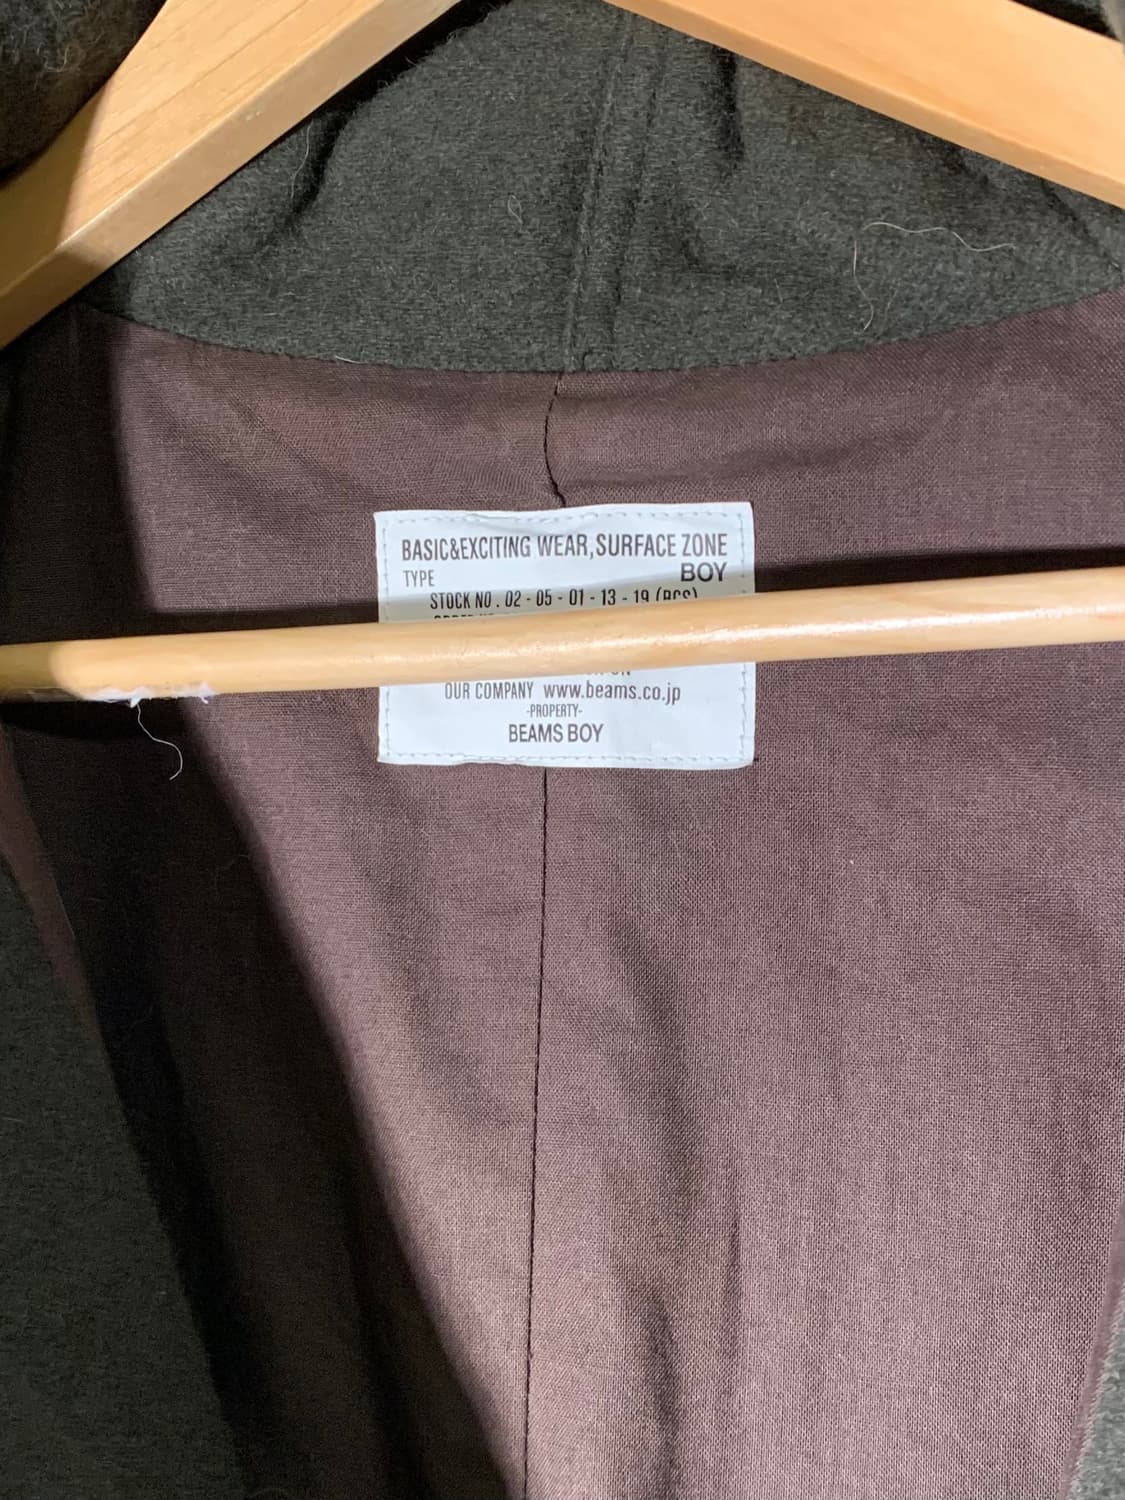 BASIC&EXCITING WEAR, SURFACE ZONE
TYPE BOY
STOCK NO. 02 - 05 - 01 - 13 - 19 (BCS)
OUR COMPANY www.beams.co.jp
-PROPERTY-
BEAMS BOY